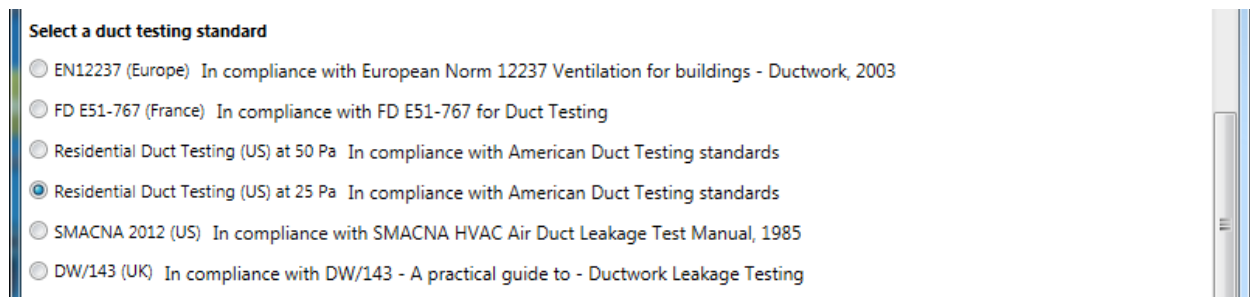 Select a duct testing standard
EN12237 (Europe) In compliance with European Norm 12237 Ventilation for buildings - Ductwork, 2003
FD E51-767 (France) In compliance with FD E51-767 for Duct Testing
Residential Duct Testing (US) at 50 Pa In compliance with American Duct Testing standards
Residential Duct Testing (US) at 25 Pa In compliance with American Duct Testing standards
SMACNA 2012 (US) In compliance with SMACNA HVAC Air Duct Leakage Test Manual, 1985
DW/143 (UK) In compliance with DW/143 - A practical guide to - Ductwork Leakage Testing